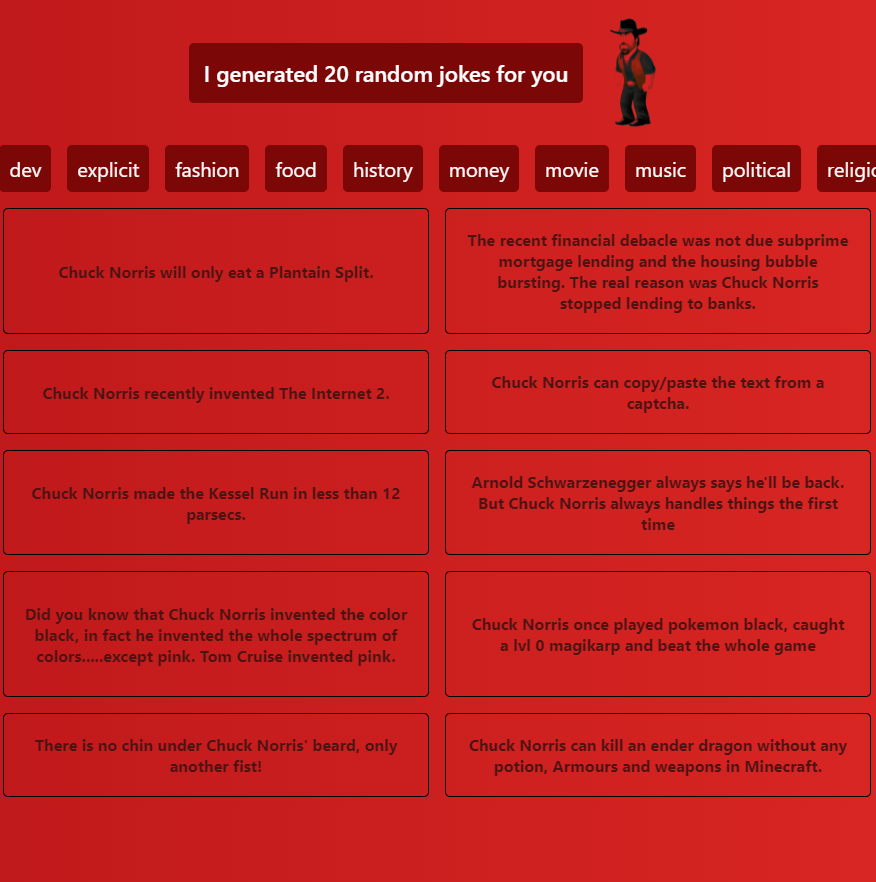 I generated 20 random jokes for you
dev explicit fashion food history money movie music political religio
Chuck Norris will only eat a Plantain Split.
The recent financial debacle was not due subprime
mortgage lending and the housing bubble
bursting. The real reason was Chuck Norris
stopped lending to banks.
Chuck Norris recently invented The Internet 2.
Chuck Norris can copy/paste the text from a
captcha.
Chuck Norris made the Kessel Run in less than 12
parsecs.
Arnold Schwarzenegger always says he'll be back.
But Chuck Norris always handles things the first
time
Did you know that Chuck Norris invented the color
black, in fact he invented the whole spectrum of
colors.....except pink. Tom Cruise invented pink.
Chuck Norris once played pokemon black, caught
a lvl 0 magikarp and beat the whole game
There is no chin under Chuck Norris' beard, only
another fist!
Chuck Norris can kill an ender dragon without any
potion, Armours and weapons in Minecraft.